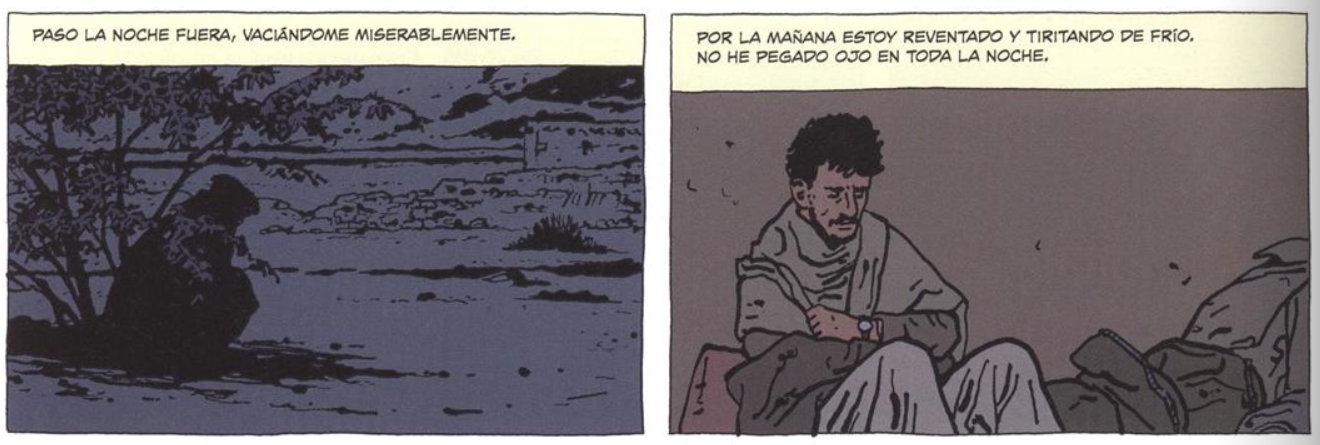 PASO LA NOCHE FUERA, VACIÁNDOME MISERABLEMENTE.
POR LA MAÑANA ESTOY REVENTADO Y TIRITANDO DE FRÍO.
NO HE PEGADO OJO EN TODA LA NOCHE.